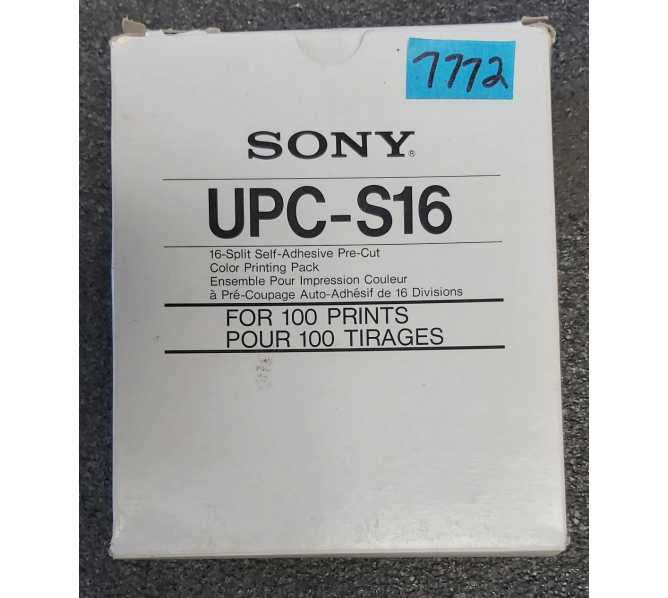 7772
SONY®
UPC-S16
16-Split Self-Adhesive Pre-Cut
Color Printing Pack
Ensemble Pour Impression Couleur
à Pré-Coupage Auto-Adhésif de 16 Divisions
FOR 100 PRINTS
POUR 100 TIRAGES